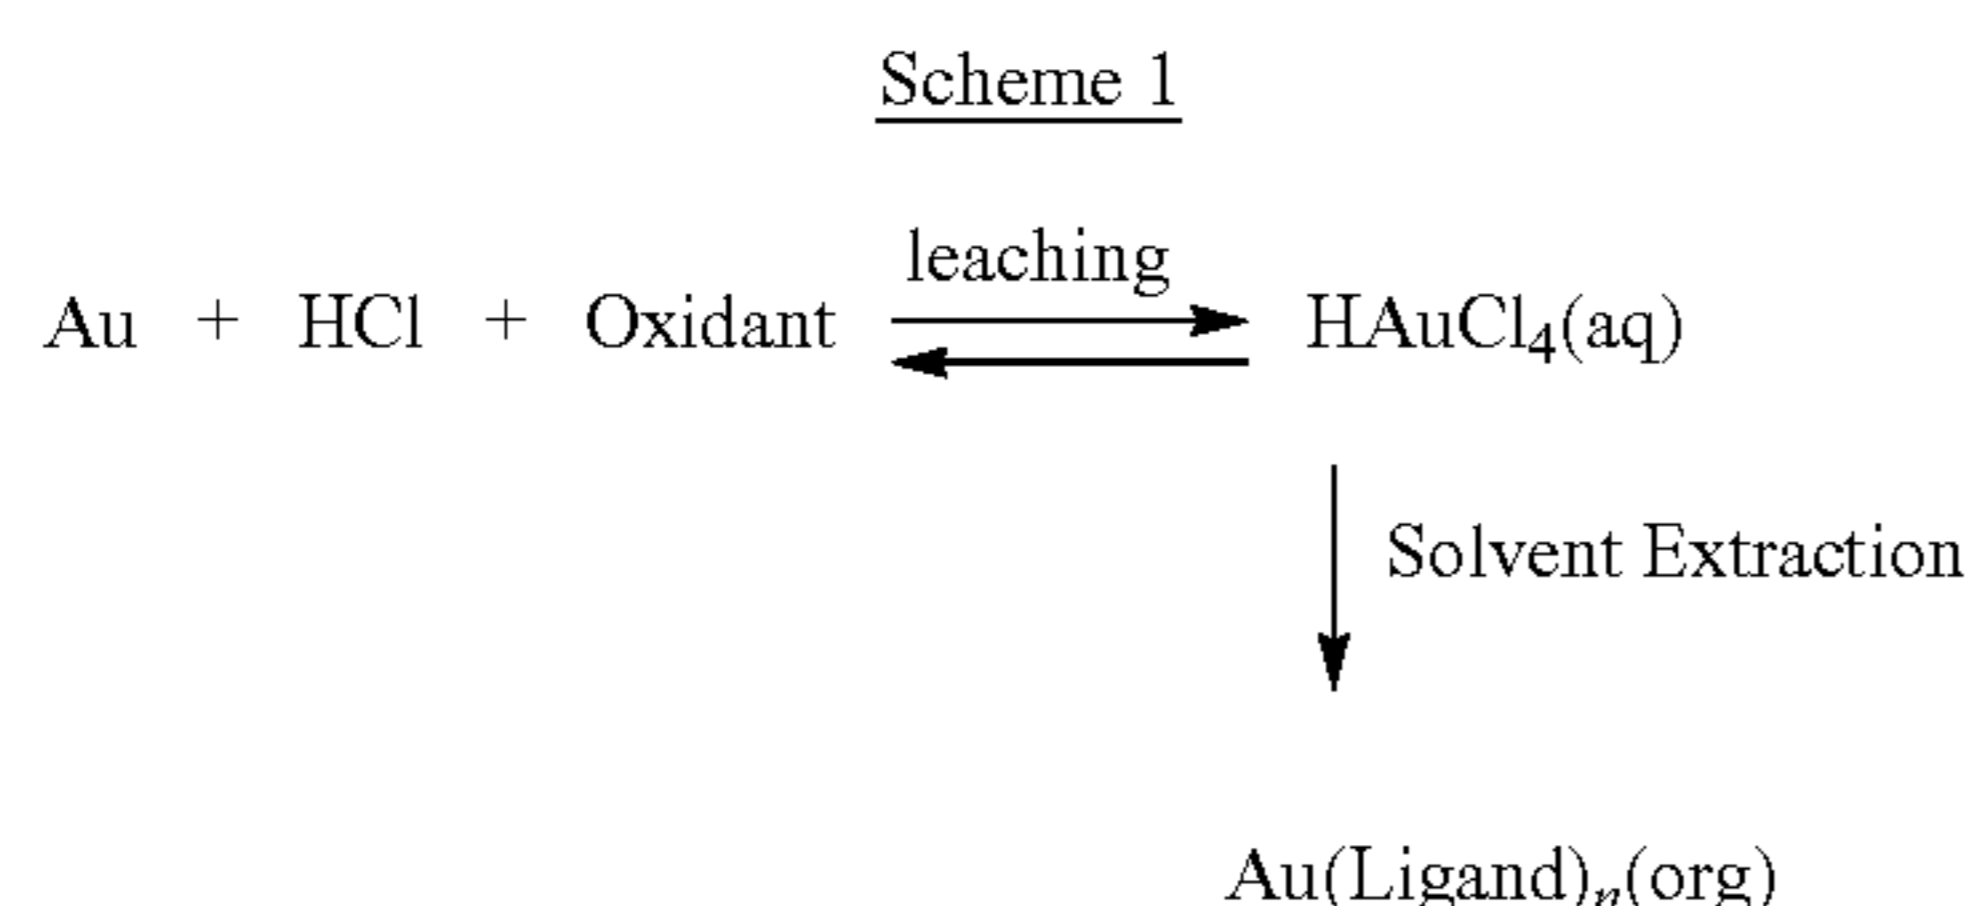 Scheme 1
leaching
Au + HCl + Oxidant HAuCl₄(aq)
Solvent Extraction
Au(Ligand)ₙ(org)